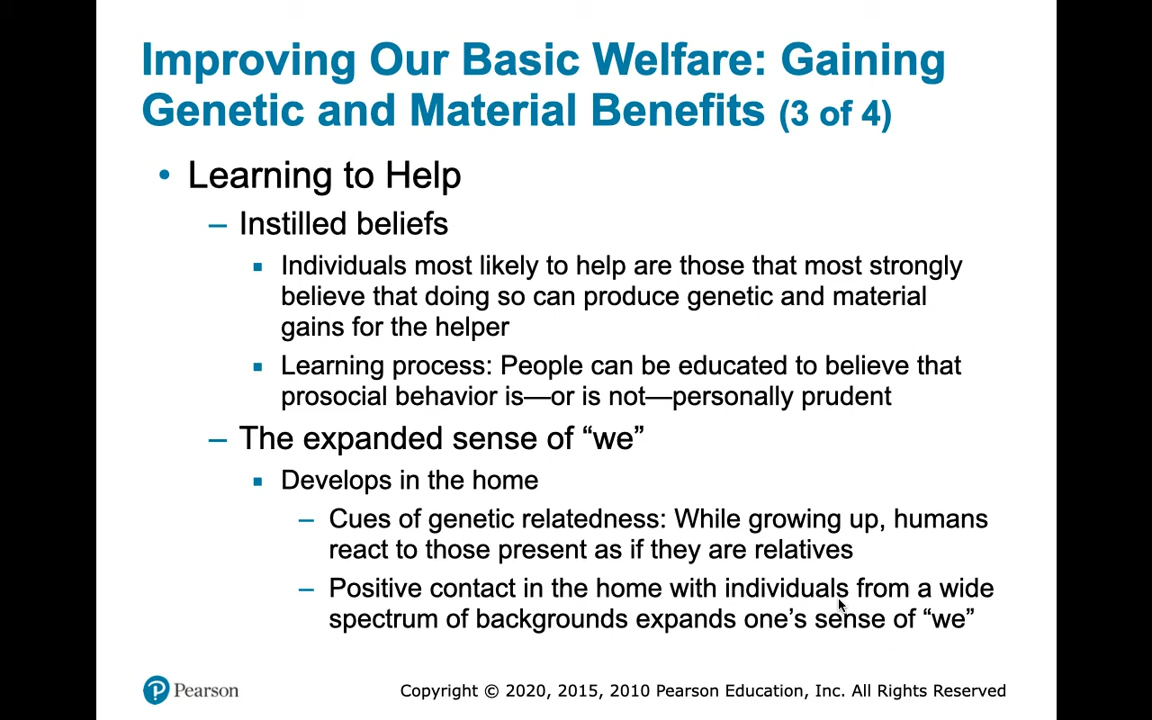 Improving Our Basic Welfare: Gaining
Genetic and Material Benefits (3 of 4)
• Learning to Help
– Instilled beliefs
▪ Individuals most likely to help are those that most strongly
believe that doing so can produce genetic and material
gains for the helper
▪ Learning process: People can be educated to believe that
prosocial behavior is—or is not—personally prudent
– The expanded sense of “we”
▪ Develops in the home
– Cues of genetic relatedness: While growing up, humans
react to those present as if they are relatives
– Positive contact in the home with individuals from a wide
spectrum of backgrounds expands one’s sense of “we”
Pearson
Copyright © 2020, 2015, 2010 Pearson Education, Inc. All Rights Reserved